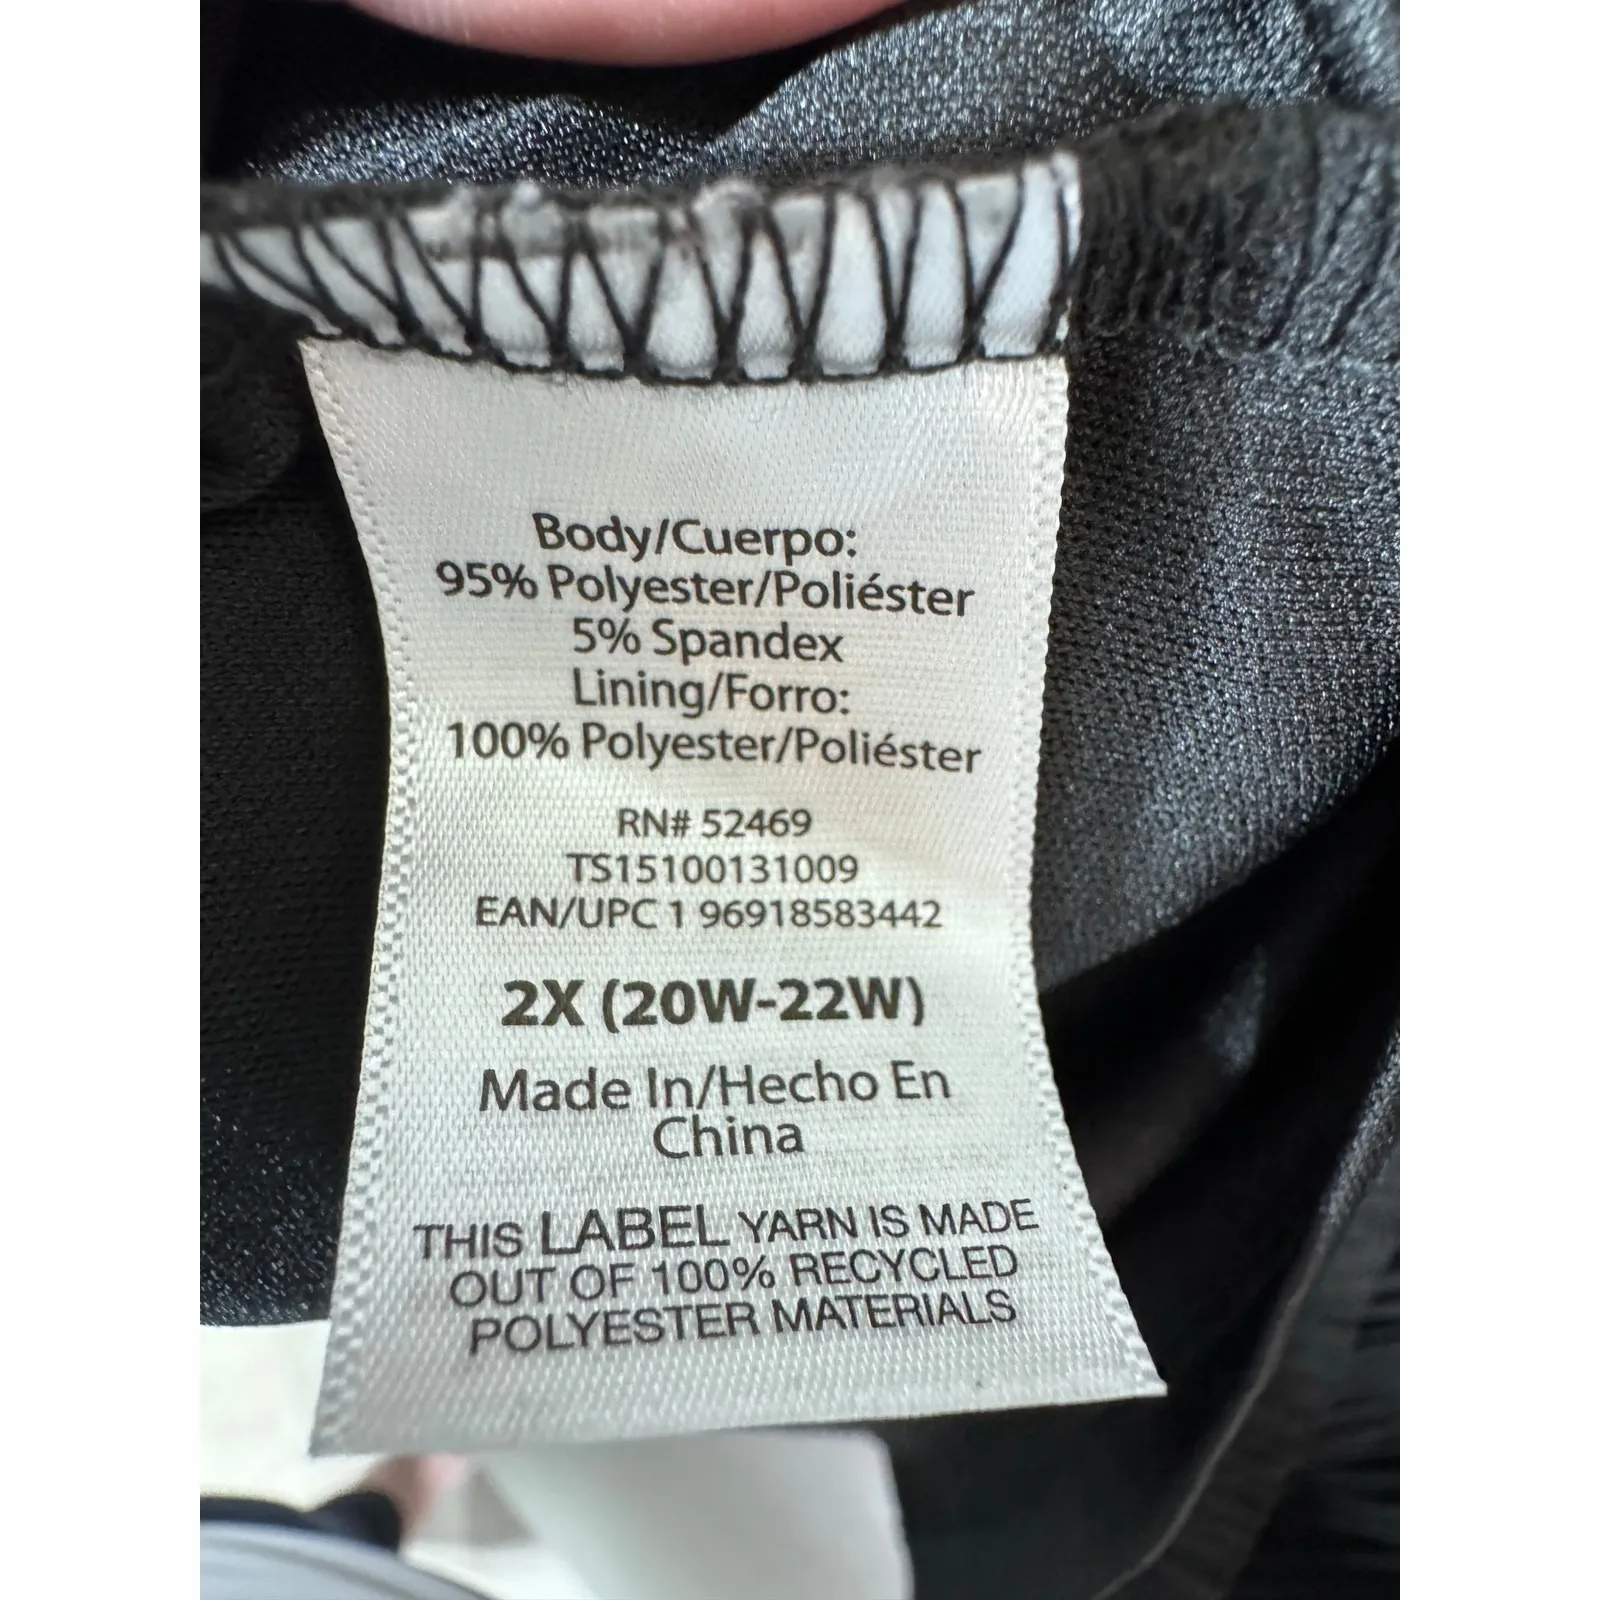 Body/Cuerpo:
95% Polyester/Poliéster
5% Spandex
Lining/Forro:
100% Polyester/Poliéster
RN# 52469
TS15100131009
EAN/UPC 1 96918583442
2X (20W-22W)
Made In/Hecho En
China
THIS LABEL YARN IS MADE
OUT OF 100% RECYCLED
POLYESTER MATERIALS